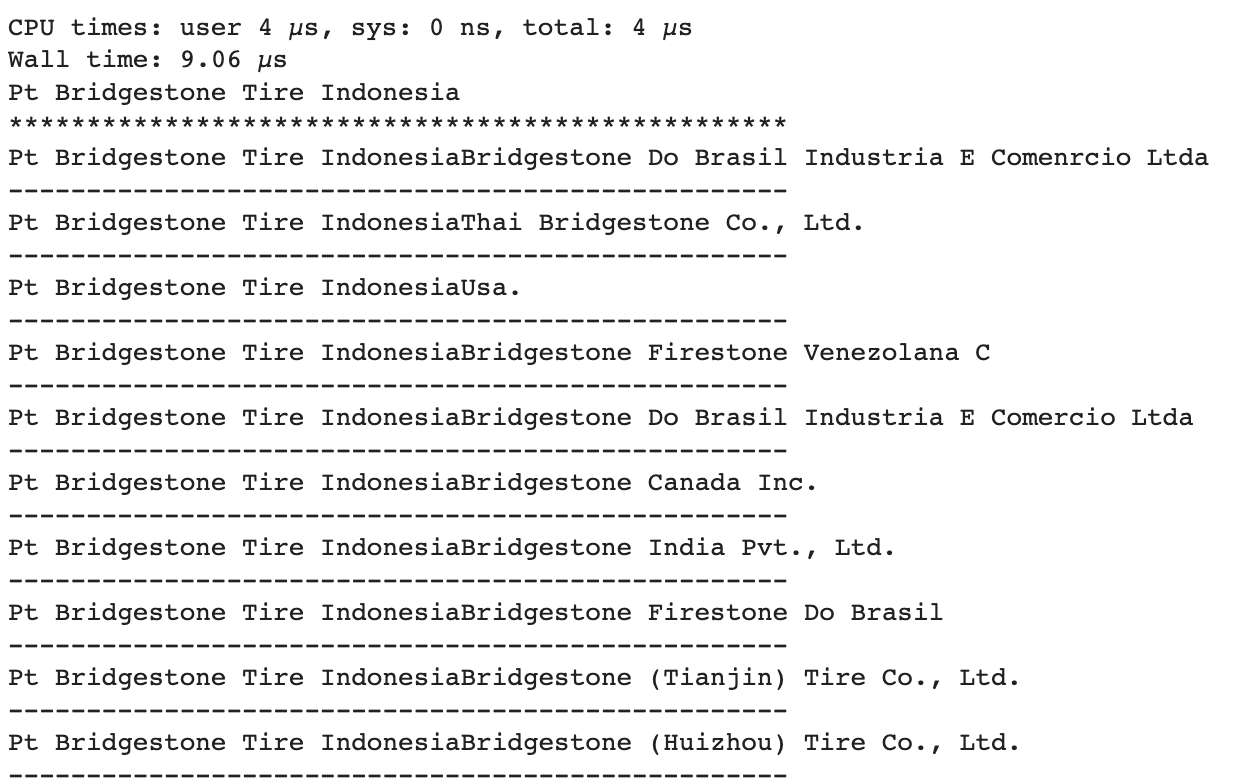 CPU times: user 4 µs, sys: 0 ns, total: 4 µs
Wall time: 9.06 µs
Pt Bridgestone Tire Indonesia
**************************************************
Pt Bridgestone Tire IndonesiaBridgestone Do Brasil Industria E Comenrcio Ltda
--------------------------------------------------
Pt Bridgestone Tire IndonesiaThai Bridgestone Co., Ltd.
--------------------------------------------------
Pt Bridgestone Tire IndonesiaUsa.
--------------------------------------------------
Pt Bridgestone Tire IndonesiaBridgestone Firestone Venezolana C
--------------------------------------------------
Pt Bridgestone Tire IndonesiaBridgestone Do Brasil Industria E Comercio Ltda
--------------------------------------------------
Pt Bridgestone Tire IndonesiaBridgestone Canada Inc.
--------------------------------------------------
Pt Bridgestone Tire IndonesiaBridgestone India Pvt., Ltd.
--------------------------------------------------
Pt Bridgestone Tire IndonesiaBridgestone Firestone Do Brasil
--------------------------------------------------
Pt Bridgestone Tire IndonesiaBridgestone (Tianjin) Tire Co., Ltd.
--------------------------------------------------
Pt Bridgestone Tire IndonesiaBridgestone (Huizhou) Tire Co., Ltd.
--------------------------------------------------